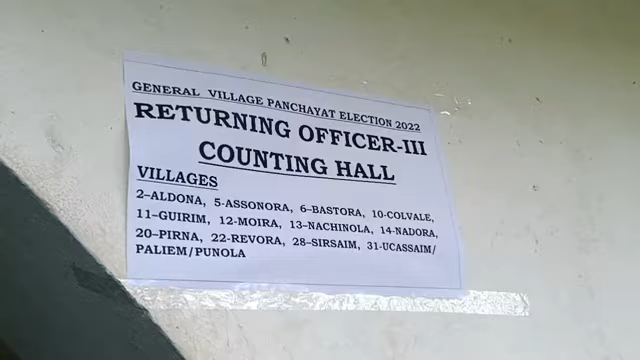 GENERAL VILLAGE PANCHAYAT ELECTION 2022
RETURNING OFFICER-III
COUNTING HALL
VILLAGES
2-ALDONA, 5-ASSONORA, 6-BASTORA, 10-COLVALE,
11-GUIRIM, 12-MOIRA, 13-NACHINOLA, 14-NADORA,
20-PIRNA, 22-REVORA, 28-SIRSAIM, 31-UCASSAIM/
PALIEM/PUNOLA